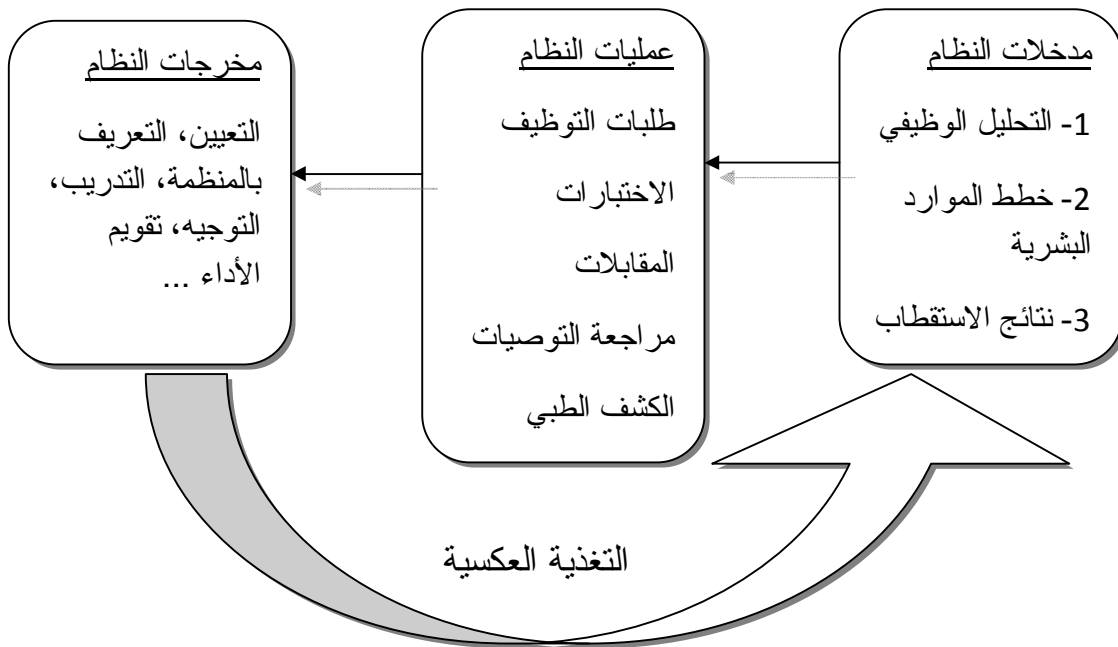 مدخلات النظام
1- التحليل الوظيفي
2- خطط الموارد
البشرية
3- نتائج الاستقطاب
عمليات النظام
طلبات التوظيف
الاختبارات
المقابلات
مراجعة التوصيات
الكشف الطبي
مخرجات النظام
التعيين، التعريف
بالمنظمة، التدريب،
التوجيه، تقويم
الأداء ...
التغذية العكسية